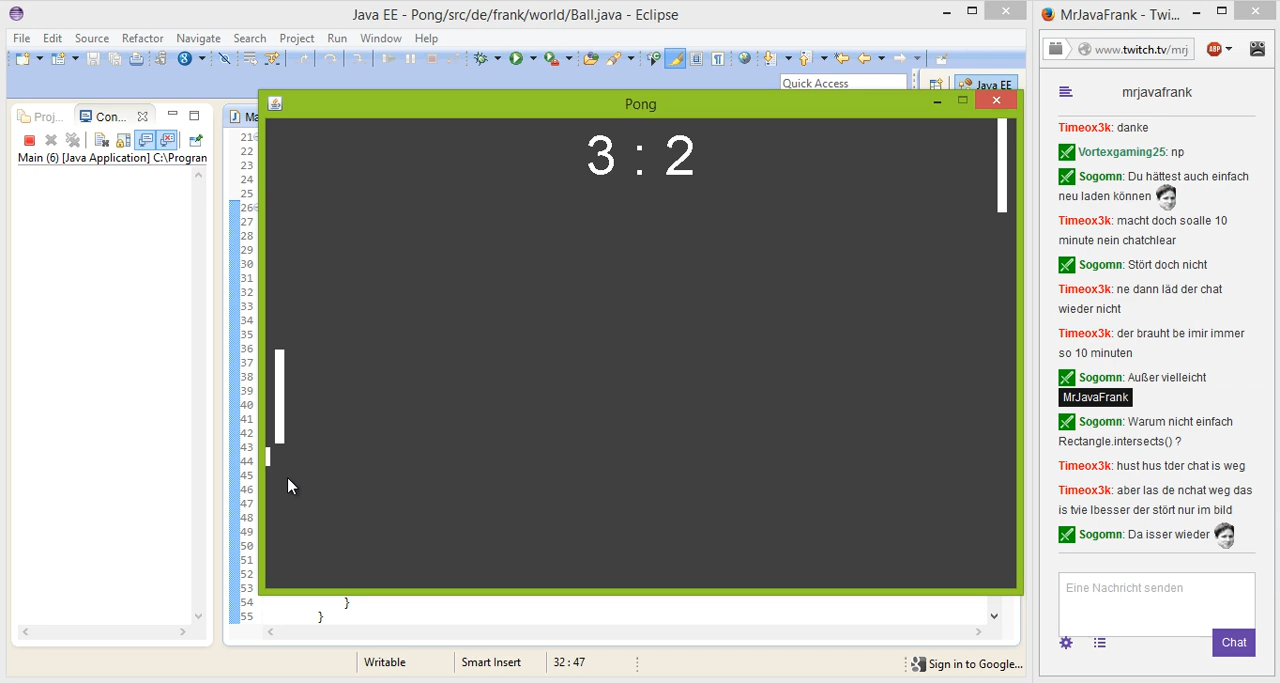 Java EE - Pong/src/de/frank/world/Ball.java - Eclipse
File Edit Source Refactor Navigate Search Project Run Window Help
Quick Access
Java EE
Proj...
Con...
Main (6) [Java Application] C:\Progran
Ma
Pong
3 : 2
21
22
23
24
25
26
27
28
29
30
31
32
33
34
35
36
37
38
39
40
41
42
43
44
45
46
47
48
49
50
51
52
53
54 }
55 }
Writable Smart Insert 32 : 47
Sign in to Google...
MrJavaFrank - Twi...
www.twitch.tv/mrj
ABP
mrjavafrank
Timeox3k: danke
Vortexgaming25: np
Sogomn: Du hättest auch einfach
neu laden können
Timeox3k: macht doch soalle 10
minute nein chatchlear
Sogomn: Stört doch nicht
Timeox3k: ne dann läd der chat
wieder nicht
Timeox3k: der brauht be imir immer
so 10 minuten
Sogomn: Außer vielleicht
MrJavaFrank
Sogomn: Warum nicht einfach
Rectangle.intersects() ?
Timeox3k: hust hus tder chat is weg
Timeox3k: aber las de nchat weg das
is tvie lbesser der stört nur im bild
Sogomn: Da isser wieder
Eine Nachricht senden
Chat